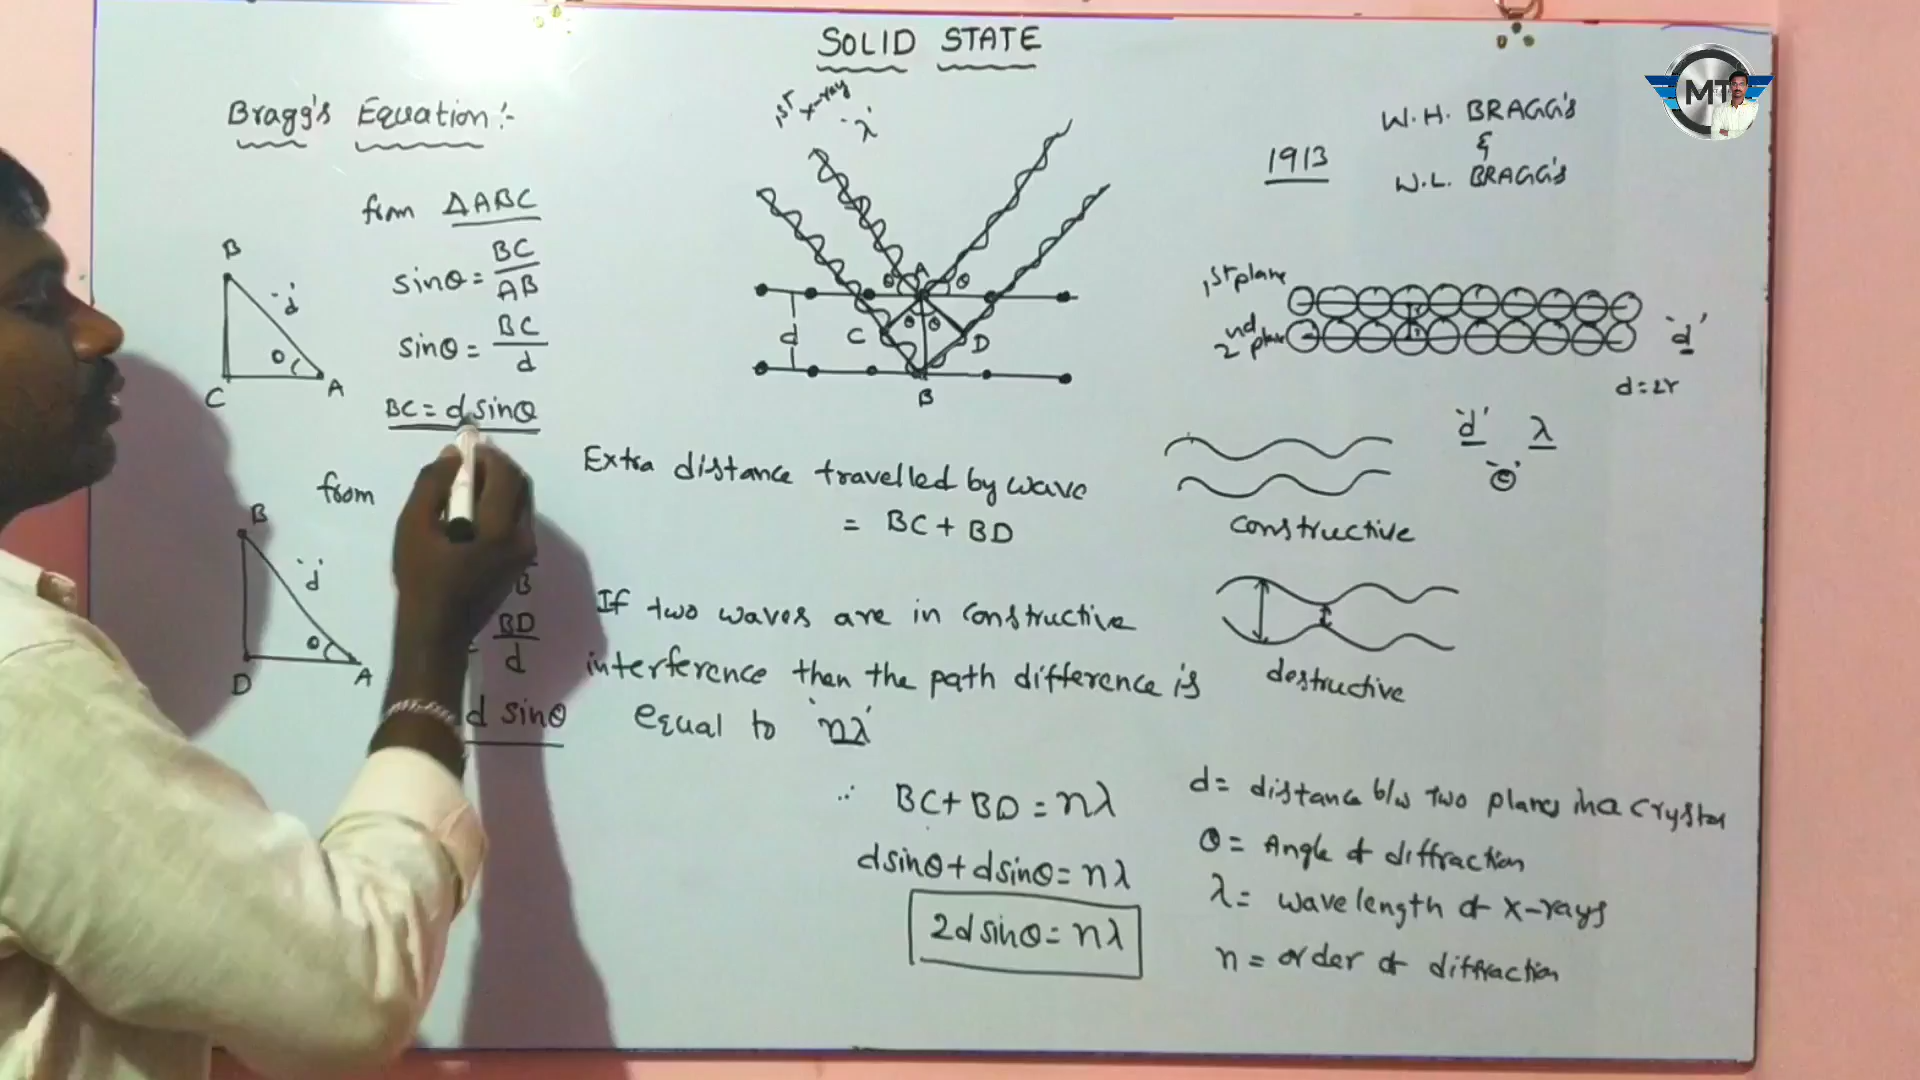 SOLID STATE
Bragg's Equation :-
from ΔABC
sinθ = BC/AB
sinθ = BC/d
BC = d sinθ
B
'd'
θ
C
A
from
B
'd'
θ
D
A
B
BD/d
d sinθ
1st x-ray
'λ'
A
θ
θ
θ
θ
d
C
D
B
Extra distance travelled by wave
= BC + BD
If two waves are in constructive
interference then the path difference is
equal to 'nλ'
∴ BC + BD = nλ
d sinθ + d sinθ = nλ
2d sinθ = nλ
MT
1913
W.H. BRAGG's
&
W.L. BRAGG's
1st plane
2nd plane
'd'
d = 2r
'd' λ
'θ'
constructive
destructive
d = distance b/w two planes in a crystal
θ = Angle of diffraction
λ = wavelength of x-rays
n = order of diffraction